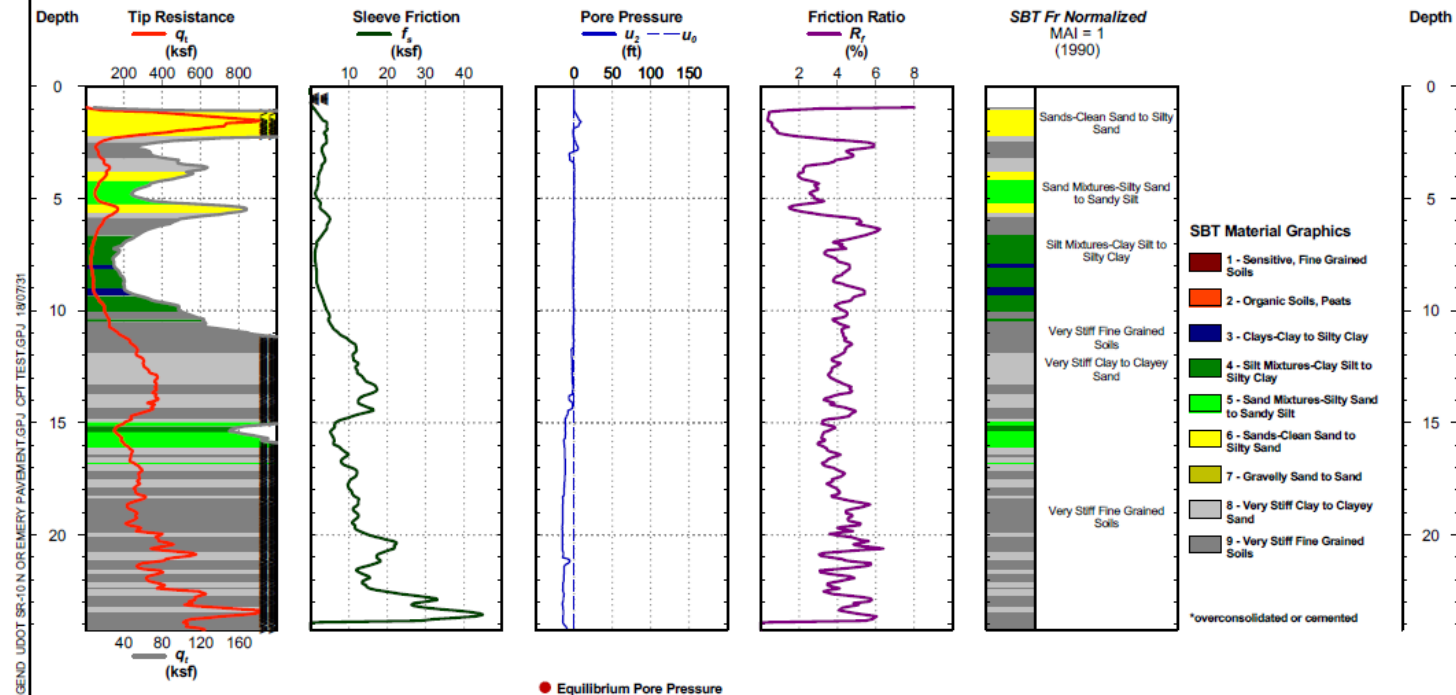 Depth
Tip Resistance
qt
(ksf)
200 400 600 800
Sleeve Friction
fs
(ksf)
10 20 30 40
Pore Pressure
u2 u0
(ft)
0 50 100 150
Friction Ratio
Rf
(%)
2 4 6 8
SBT Fr Normalized
MAI = 1
(1990)
Depth
0
5
10
15
20
Sands-Clean Sand to Silty
Sand
Sand Mixtures-Silty Sand
to Sandy Silt
Silt Mixtures-Clay Silt to
Silty Clay
Very Stiff Fine Grained
Soils
Very Stiff Clay to Clayey
Sand
Very Stiff Fine Grained
Soils
0
5
10
15
20
SBT Material Graphics
1 - Sensitive, Fine Grained
Soils
2 - Organic Soils, Peats
3 - Clays-Clay to Silty Clay
4 - Silt Mixtures-Clay Silt to
Silty Clay
5 - Sand Mixtures-Silty Sand
to Sandy Silt
6 - Sands-Clean Sand to
Silty Sand
7 - Gravelly Sand to Sand
8 - Very Stiff Clay to Clayey
Sand
9 - Very Stiff Fine Grained
Soils
*overconsolidated or cemented
40 80 120 160
qt
(ksf)
Equilibrium Pore Pressure
GEND UDOT SR-10 N OREMERY PAVEMENT.GPJ CPT TEST.GPJ 18/07/31